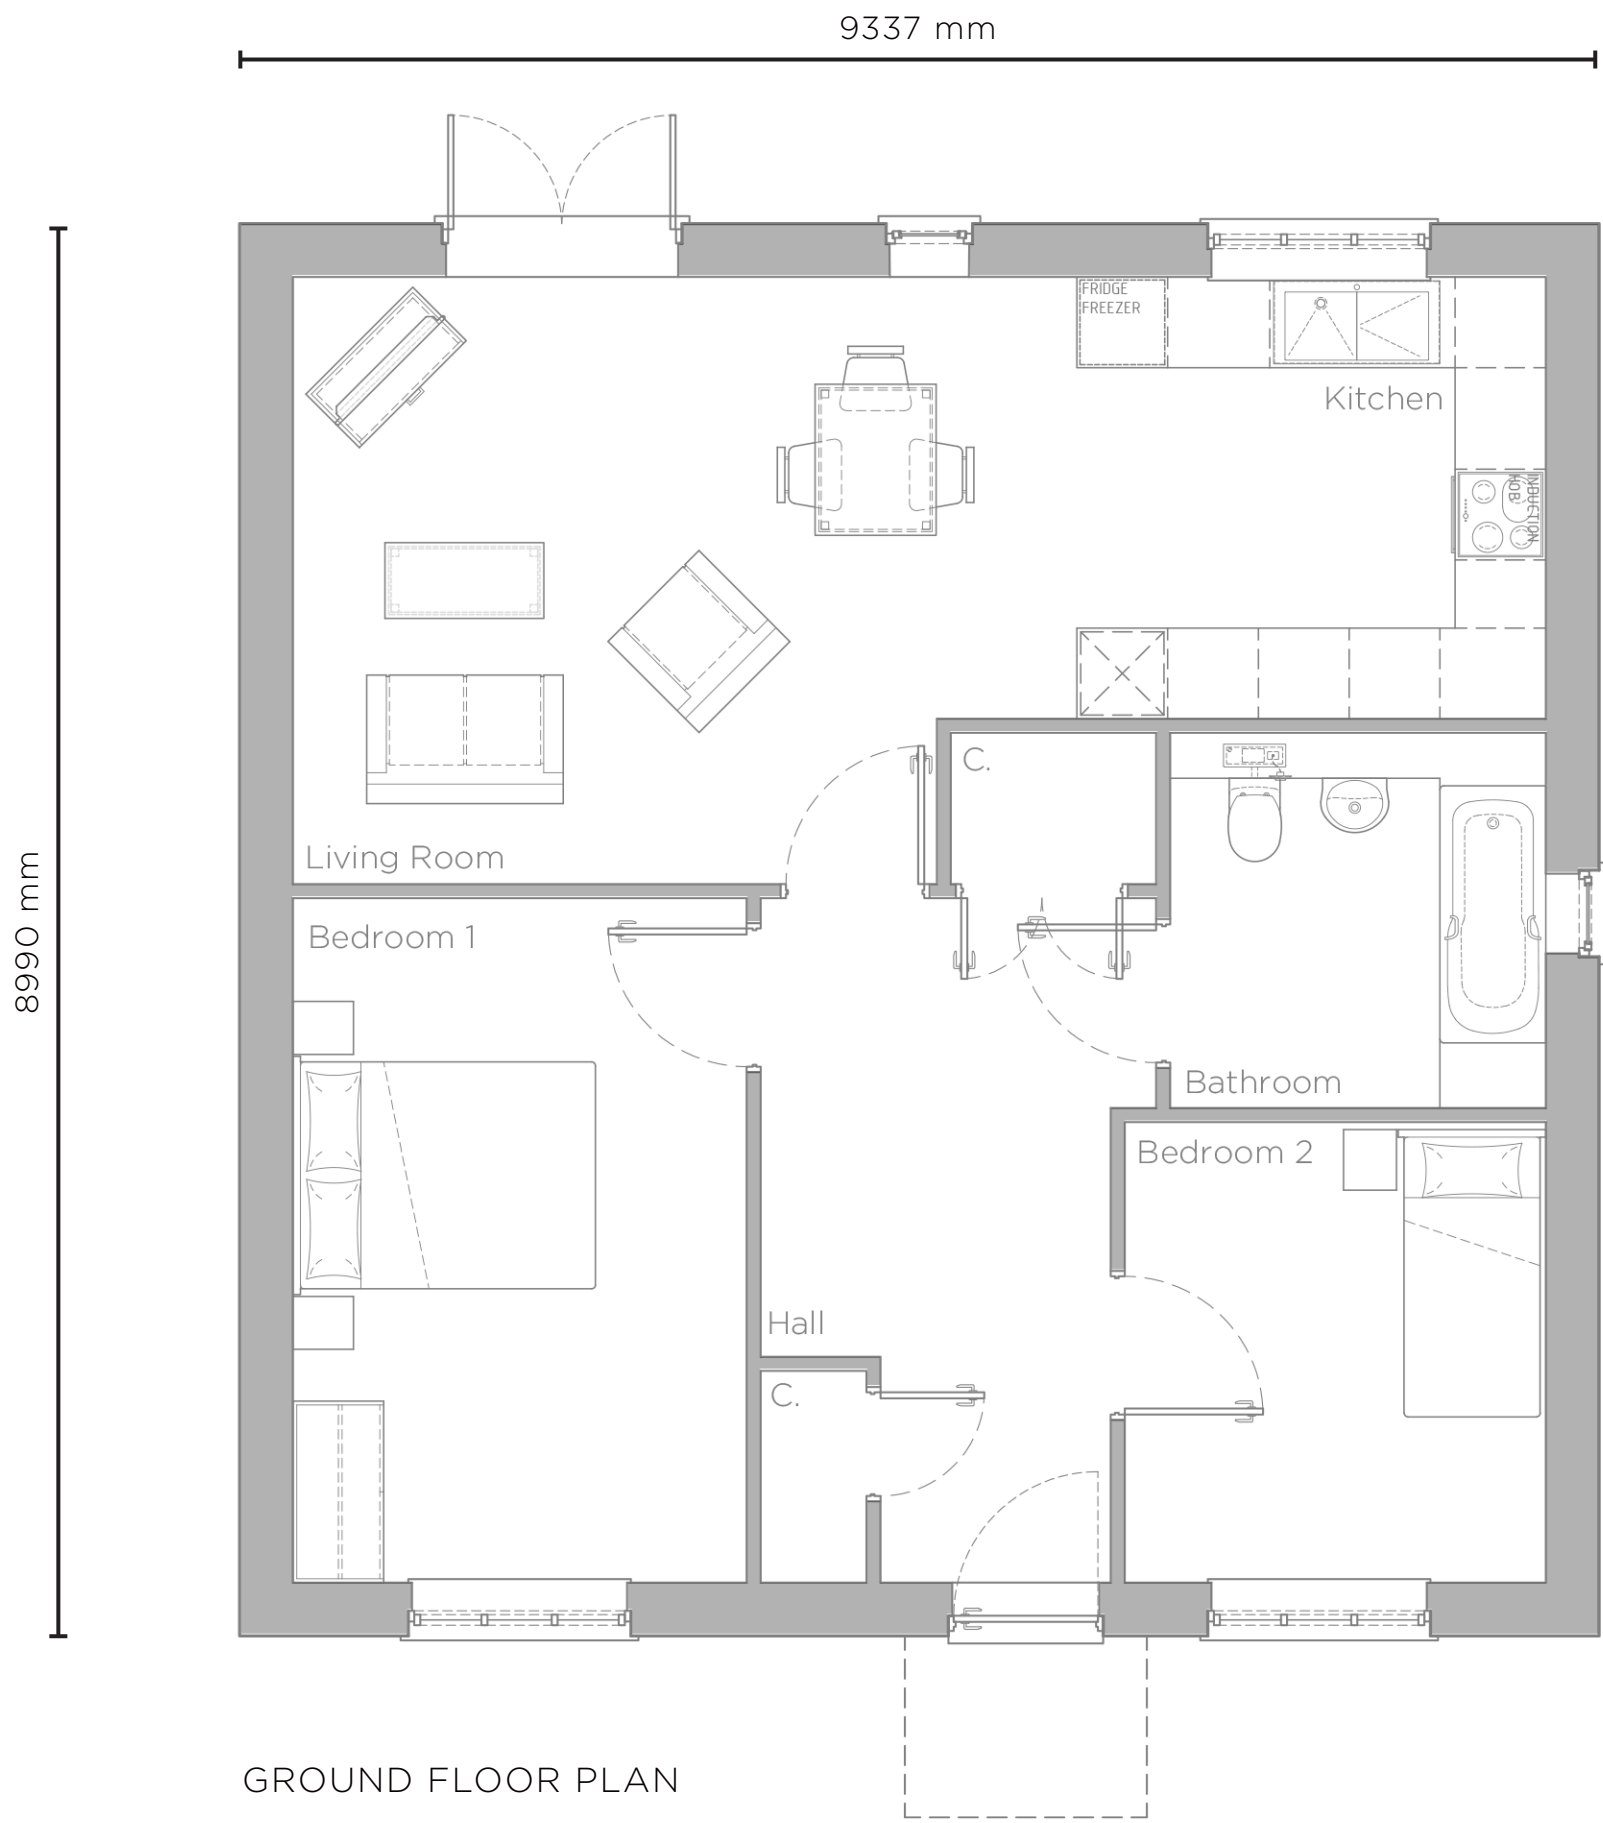 9337 mm
FRIDGE
FREEZER
Kitchen
INDUCTION
HOB
C.
Living Room
8990 mm
Bedroom 1
Bathroom
Bedroom 2
Hall
C.
GROUND FLOOR PLAN